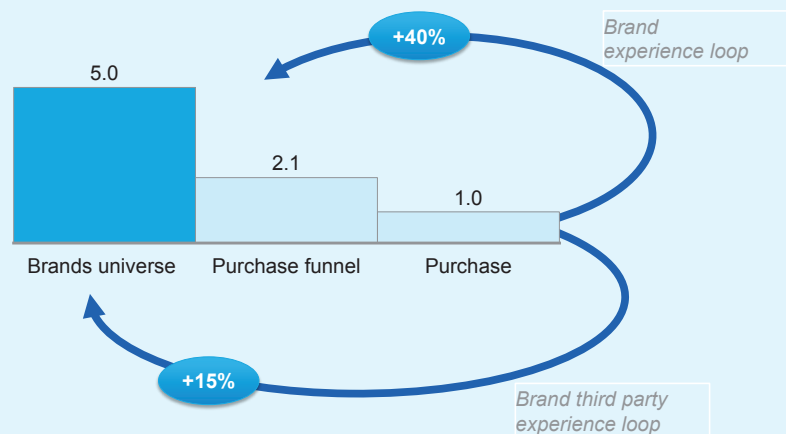 +40%
Brand
experience loop
5.0
2.1
1.0
Brands universe
Purchase funnel
Purchase
+15%
Brand third party
experience loop